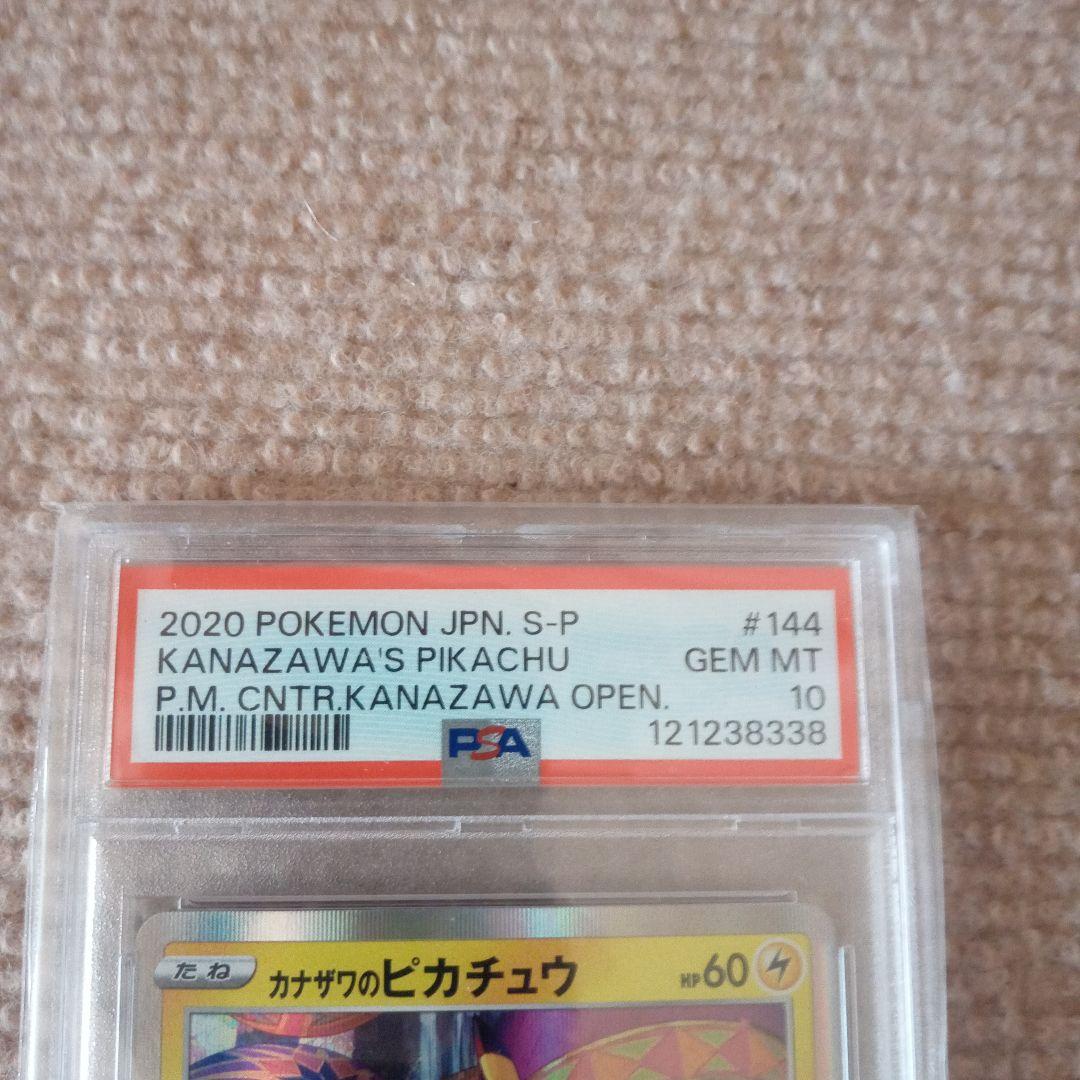 2020 POKEMON JPN. S-P #144
KANAZAWA'S PIKACHU GEM MT
P.M. CNTR.KANAZAWA OPEN. 10
PSA 121238338
たね カナザワのピカチュウ HP60